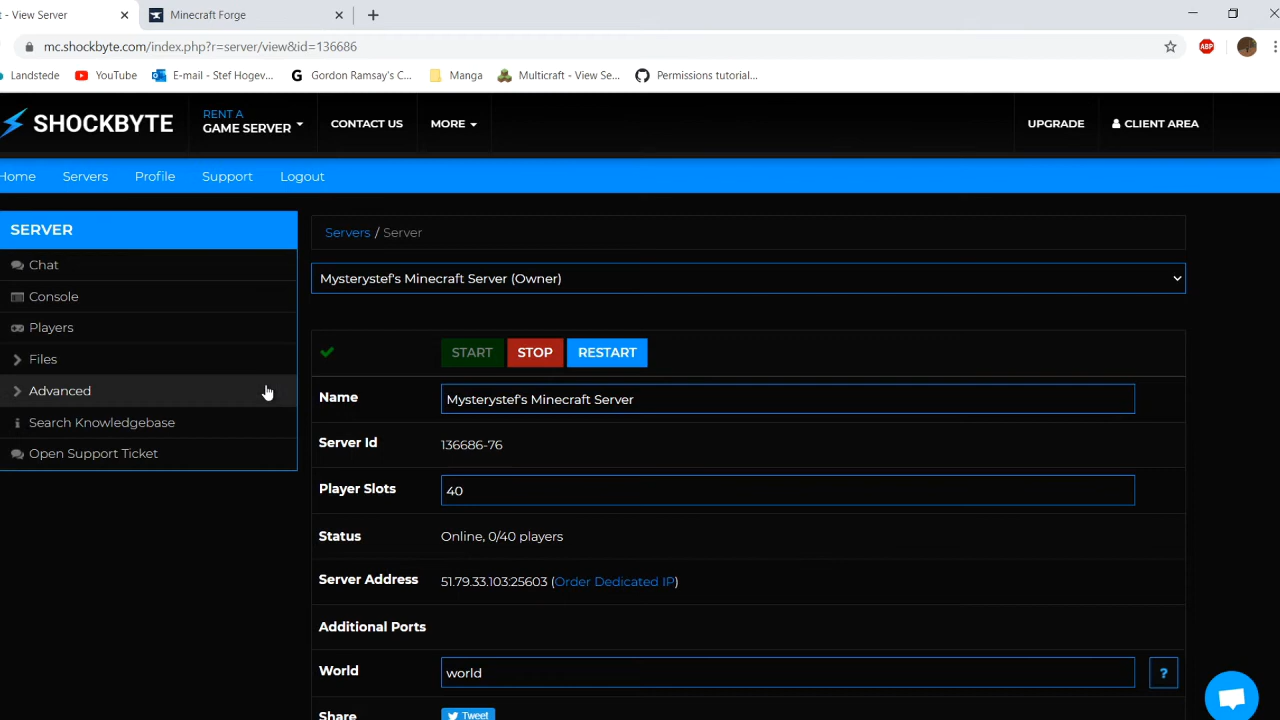 - View Server
Minecraft Forge
mc.shockbyte.com/index.php?r=server/view&id=136686
ABP
Landstede
YouTube
E-mail - Stef Hogev...
Gordon Ramsay's C...
Manga
Multicraft - View Se...
Permissions tutorial...
SHOCKBYTE
RENT A
GAME SERVER
CONTACT US
MORE
UPGRADE
CLIENT AREA
Home
Servers
Profile
Support
Logout
SERVER
Chat
Console
Players
Files
Advanced
Search Knowledgebase
Open Support Ticket
Servers / Server
Mysterystef's Minecraft Server (Owner)
START
STOP
RESTART
Name
Mysterystef's Minecraft Server
Server Id
136686-76
Player Slots
40
Status
Online, 0/40 players
Server Address
51.79.33.103:25603 (Order Dedicated IP)
Additional Ports
World
world
?
Share
Tweet